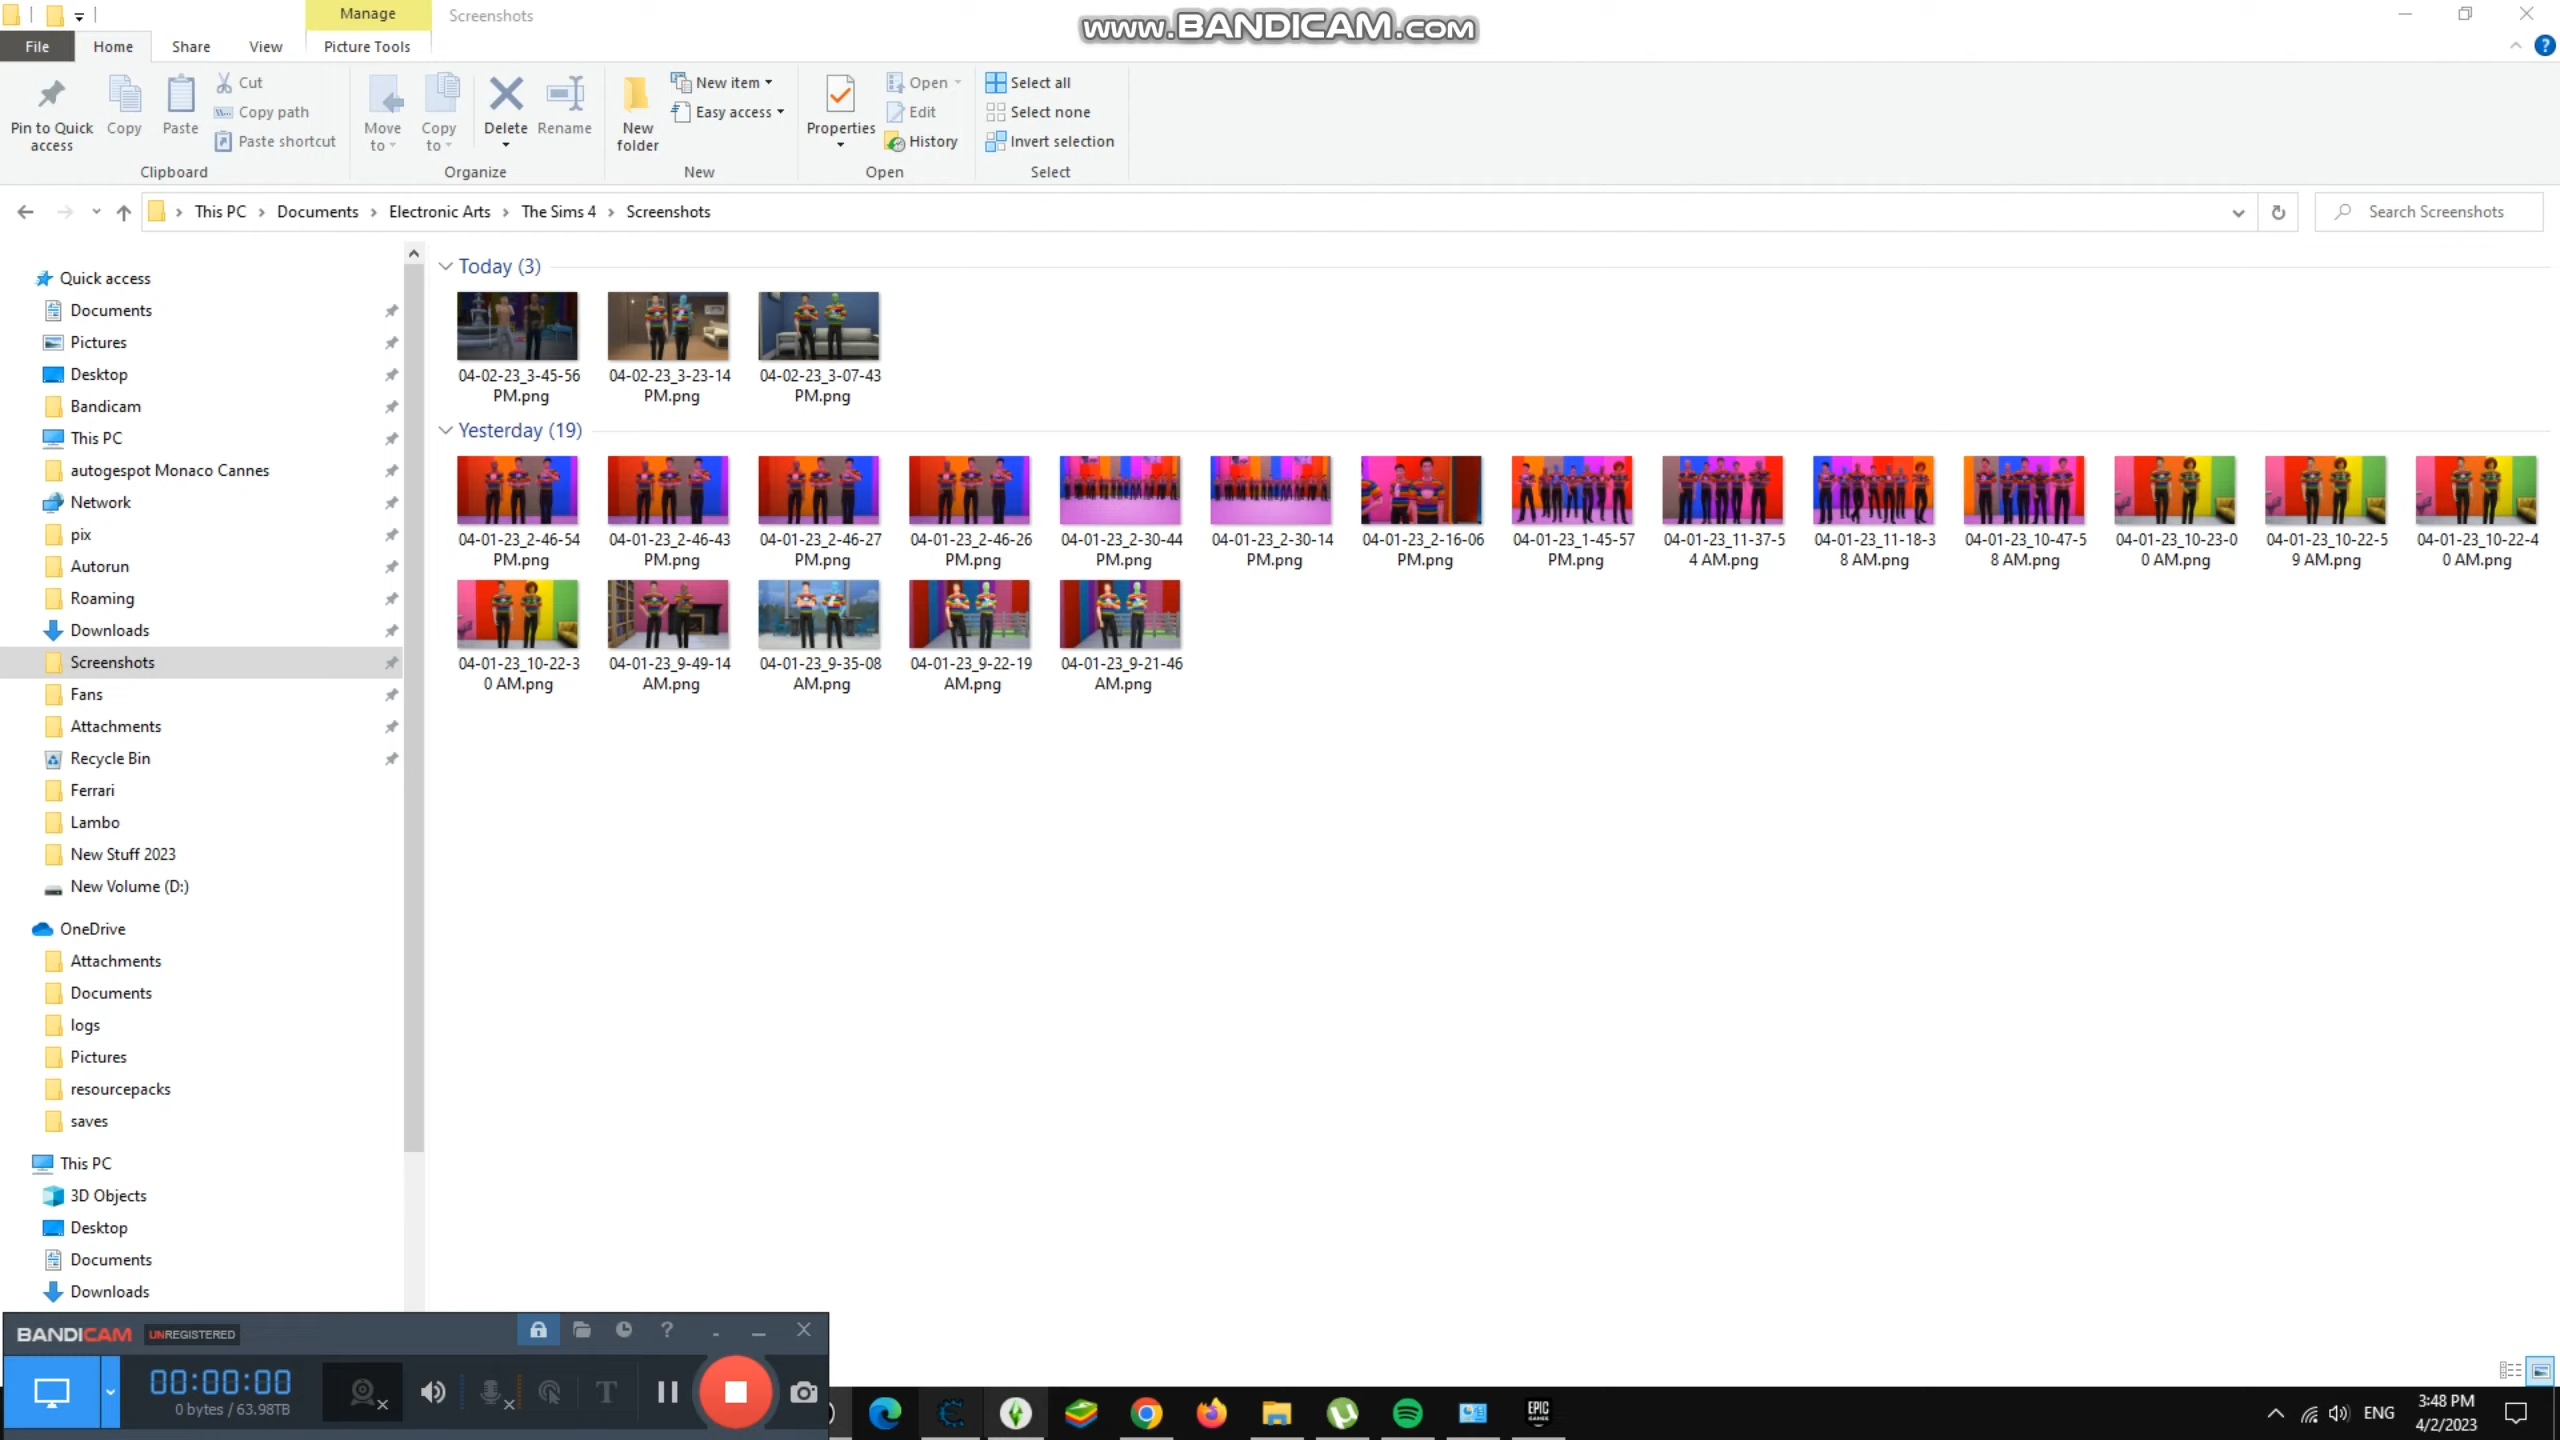 Manage
Screenshots
www.BANDICAM.com
File
Home
Share
View
Picture Tools
Pin to Quick
access
Copy
Paste
Cut
Copy path
Paste shortcut
Clipboard
Move
to
Copy
to
Delete
Rename
Organize
New
folder
New item
Easy access
New
Properties
Open
Edit
History
Open
Select all
Select none
Invert selection
Select
This PC > Documents > Electronic Arts > The Sims 4 > Screenshots
Search Screenshots
Quick access
Documents
Pictures
Desktop
Bandicam
This PC
autogespot Monaco Cannes
Network
pix
Autorun
Roaming
Downloads
Screenshots
Fans
Attachments
Recycle Bin
Ferrari
Lambo
New Stuff 2023
New Volume (D:)
OneDrive
Attachments
Documents
logs
Pictures
resourcepacks
saves
This PC
3D Objects
Desktop
Documents
Downloads
Today (3)
04-02-23_3-45-56
PM.png
04-02-23_3-23-14
PM.png
04-02-23_3-07-43
PM.png
Yesterday (19)
04-01-23_2-46-54
PM.png
04-01-23_2-46-43
PM.png
04-01-23_2-46-27
PM.png
04-01-23_2-46-26
PM.png
04-01-23_2-30-44
PM.png
04-01-23_2-30-14
PM.png
04-01-23_2-16-06
PM.png
04-01-23_1-45-57
PM.png
04-01-23_11-37-5
4 AM.png
04-01-23_11-18-3
8 AM.png
04-01-23_10-47-5
8 AM.png
04-01-23_10-23-0
0 AM.png
04-01-23_10-22-5
9 AM.png
04-01-23_10-22-4
0 AM.png
04-01-23_10-22-3
0 AM.png
04-01-23_9-49-14
AM.png
04-01-23_9-35-08
AM.png
04-01-23_9-22-19
AM.png
04-01-23_9-21-46
AM.png
BANDICAM UNREGISTERED
00:00:00
0 bytes / 63.98TB
T
EPIC
GAMES
ENG
3:48 PM
4/2/2023